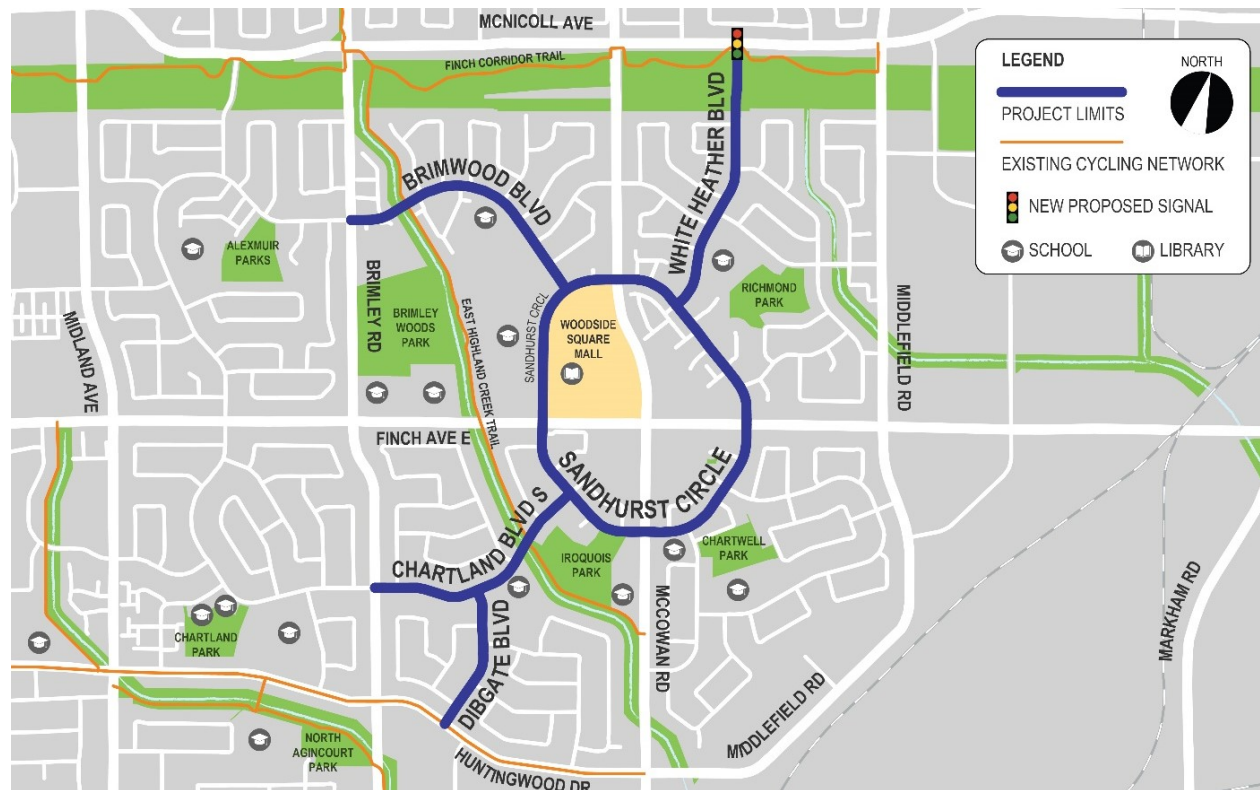 MCNICOLL AVE
FINCH CORRIDOR TRAIL
LEGEND
NORTH
PROJECT LIMITS
EXISTING CYCLING NETWORK
NEW PROPOSED SIGNAL
SCHOOL
LIBRARY
BRIMWOOD BLVD
WHITE HEATHER BLVD
ALEXMUIR
PARKS
BRIMLEY RD
BRIMLEY
WOODS
PARK
EAST HIGHLAND CREEK TRAIL
SANDHURST CRCL
WOODSIDE
SQUARE
MALL
RICHMOND
PARK
MIDLAND AVE
MIDDLEFIELD RD
FINCH AVE E
SANDHURST CIRCLE
CHARTLAND BLVD S
IROQUOIS
PARK
CHARTWELL
PARK
CHARTLAND
PARK
DIBGATE BLVD
MCCOWAN RD
MARKHAM RD
MIDDLEFIELD RD
NORTH
AGINCOURT
PARK
HUNTINGWOOD DR